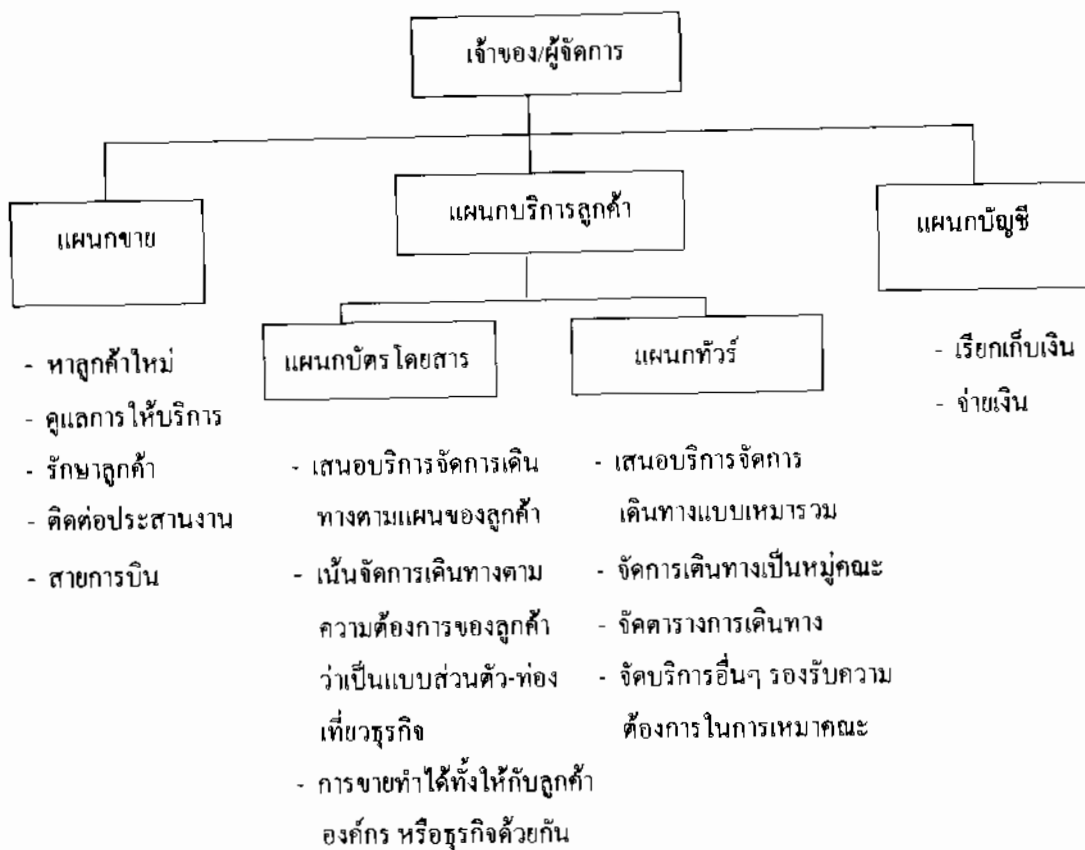 เจ้าของ/ผู้จัดการ
แผนกขาย
แผนกบริการลูกค้า
แผนกบัญชี
แผนกบัตรโดยสาร
แผนกทัวร์
- หาลูกค้าใหม่
- ดูแลการให้บริการ
- รักษาลูกค้า
- ติดต่อประสานงาน
- สายการบิน
- เสนอบริการจัดการเดิน
ทางตามแผนของลูกค้า
- เน้นจัดการเดินทางตาม
ความต้องการของลูกค้า
ว่าเป็นแบบส่วนตัว-ท่อง
เที่ยวธุรกิจ
- การขายทำได้ทั้งให้กับลูกค้า
องค์กร หรือธุรกิจด้วยกัน
- เสนอบริการจัดการ
เดินทางแบบเหมารวม
- จัดการเดินทางเป็นหมู่คณะ
- จัดตารางการเดินทาง
- จัดบริการอื่นๆ รองรับความ
ต้องการในการเหมาคณะ
- เรียกเก็บเงิน
- จ่ายเงิน